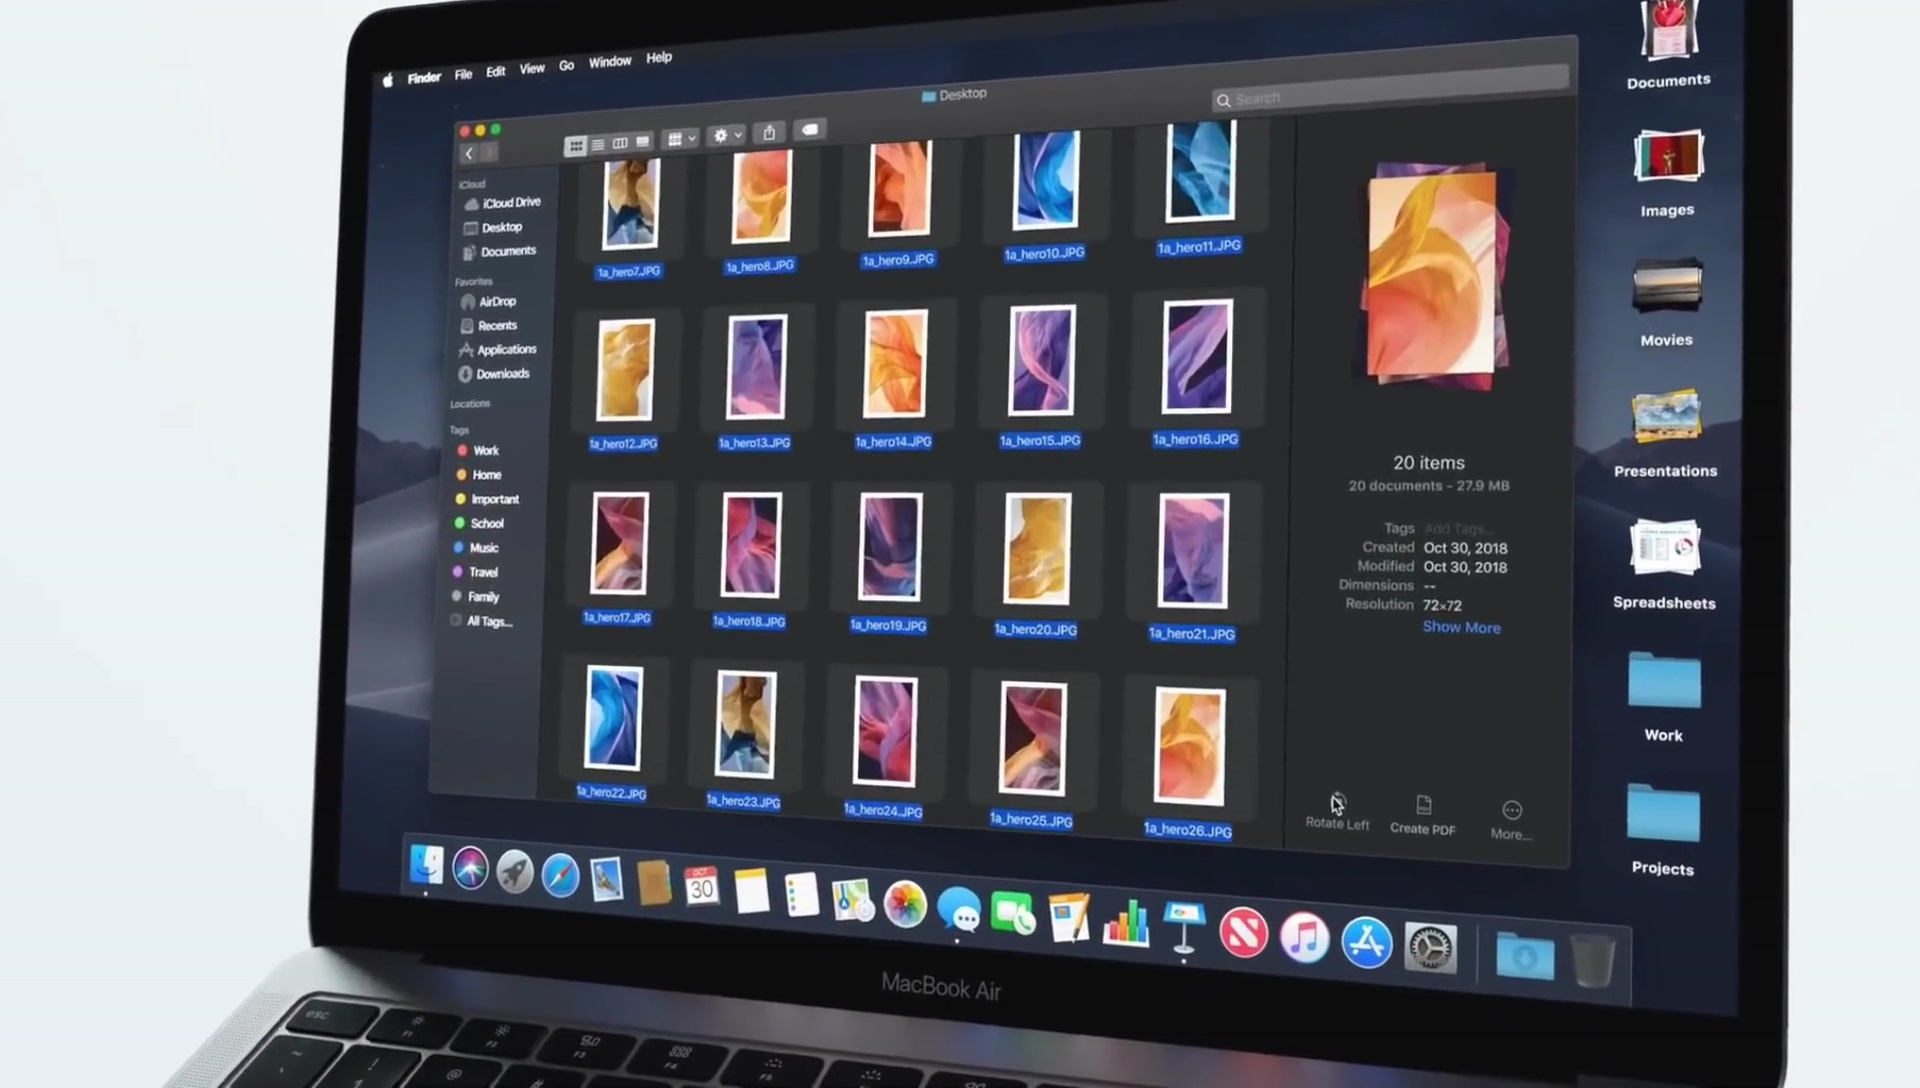 Finder File Edit View Go Window Help
Desktop
Search
iCloud
iCloud Drive
Desktop
Documents
Favorites
AirDrop
Recents
Applications
Downloads
Locations
Tags
Work
Home
Important
School
Music
Travel
Family
All Tags...
1a_hero7.JPG 1a_hero8.JPG 1a_hero9.JPG 1a_hero10.JPG 1a_hero11.JPG
1a_hero12.JPG 1a_hero13.JPG 1a_hero14.JPG 1a_hero15.JPG 1a_hero16.JPG
1a_hero17.JPG 1a_hero18.JPG 1a_hero19.JPG 1a_hero20.JPG 1a_hero21.JPG
1a_hero22.JPG 1a_hero23.JPG 1a_hero24.JPG 1a_hero25.JPG 1a_hero26.JPG
20 items
20 documents - 27.9 MB
Tags Add Tags...
Created Oct 30, 2018
Modified Oct 30, 2018
Dimensions --
Resolution 72×72
Show More
Rotate Left Create PDF More...
Documents
Images
Movies
Presentations
Spreadsheets
Work
Projects
OCT
30
MacBook Air
esc
F1 F2 F3 F4 F5
~ ! @